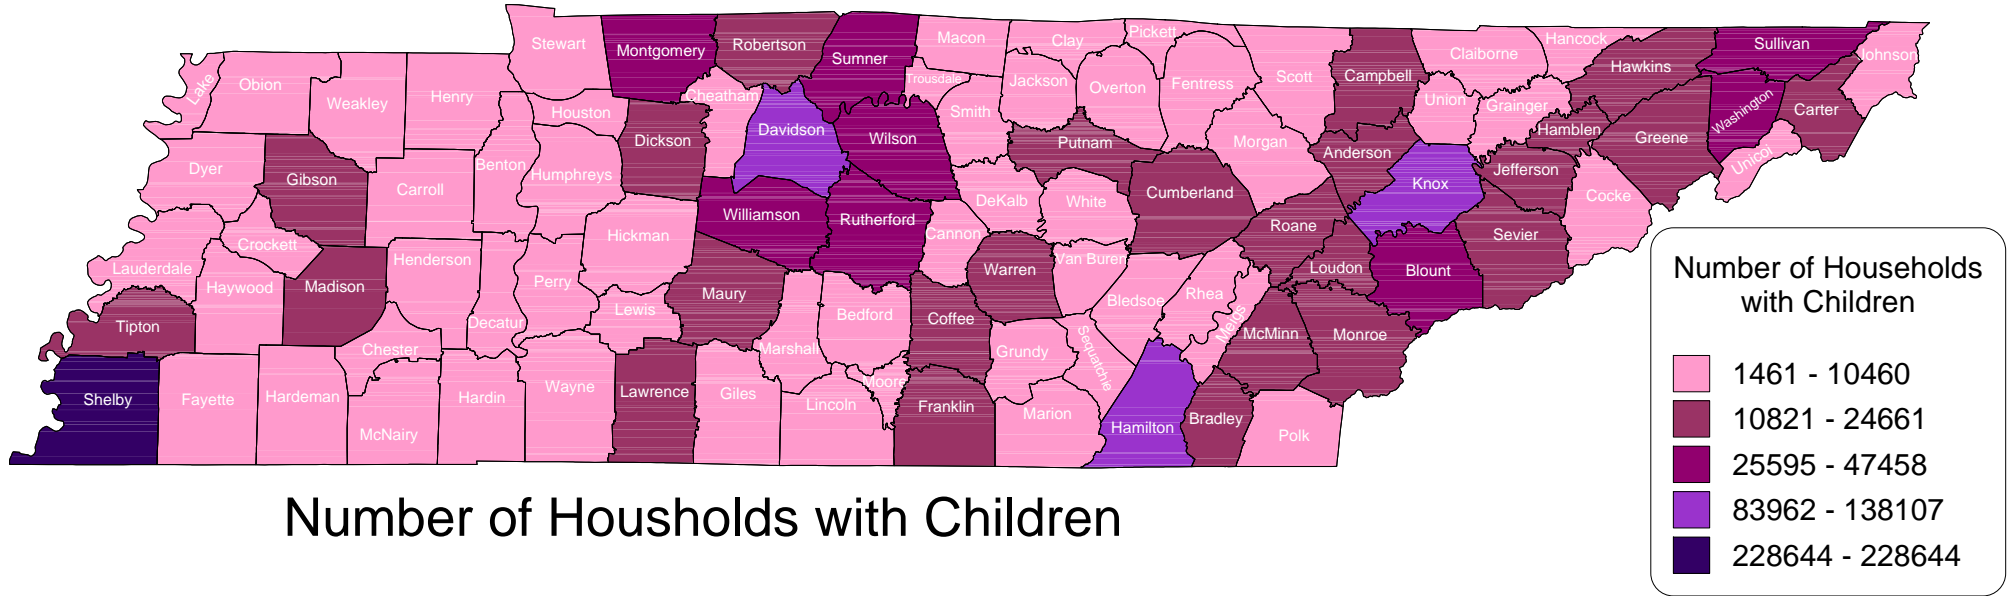 Stewart
Montgomery
Robertson
Sumner
Macon
Clay
Pickett
Scott
Campbell
Claiborne
Hancock
Hawkins
Sullivan
Johnson
Lake
Obion
Weakley
Henry
Houston
Cheatham
Trousdale
Jackson
Overton
Fentress
Union
Grainger
Washington
Carter
Dickson
Davidson
Wilson
Smith
Putnam
Morgan
Anderson
Hamblen
Greene
Unicoi
Dyer
Gibson
Carroll
Benton
Humphreys
Williamson
Rutherford
DeKalb
White
Cumberland
Knox
Jefferson
Cocke
Crockett
Henderson
Hickman
Cannon
Roane
Sevier
Lauderdale
Haywood
Madison
Decatur
Perry
Lewis
Maury
Bedford
Coffee
Warren
Van Buren
Bledsoe
Rhea
Meigs
Loudon
Blount
Tipton
Chester
Marshall
Grundy
Sequatchie
McMinn
Monroe
Shelby
Fayette
Hardeman
McNairy
Hardin
Wayne
Lawrence
Giles
Lincoln
Moore
Franklin
Marion
Hamilton
Bradley
Polk
Number of Households
with Children
1461 - 10460
10821 - 24661
25595 - 47458
83962 - 138107
228644 - 228644
Number of Housholds with Children